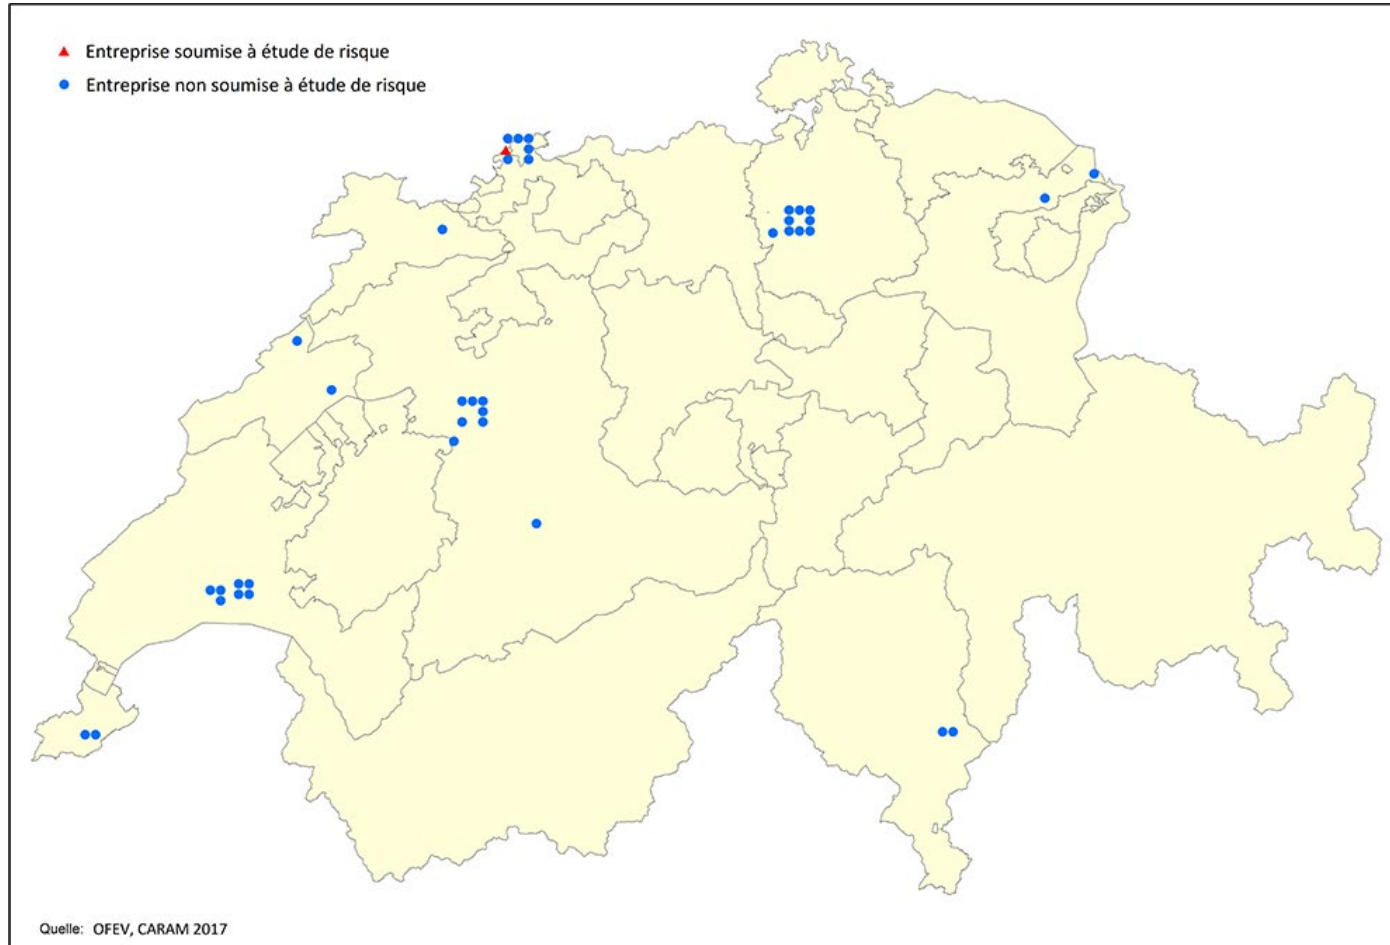 Entreprise soumise à étude de risque
Entreprise non soumise à étude de risque
Quelle: OFEV, CARAM 2017